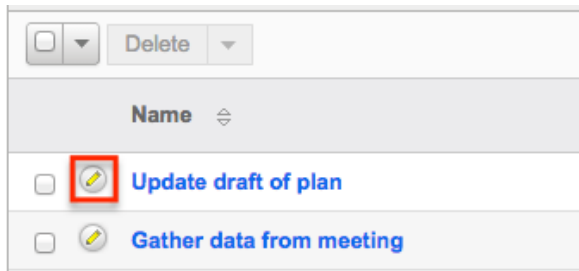 Delete
Name
Update draft of plan
Gather data from meeting